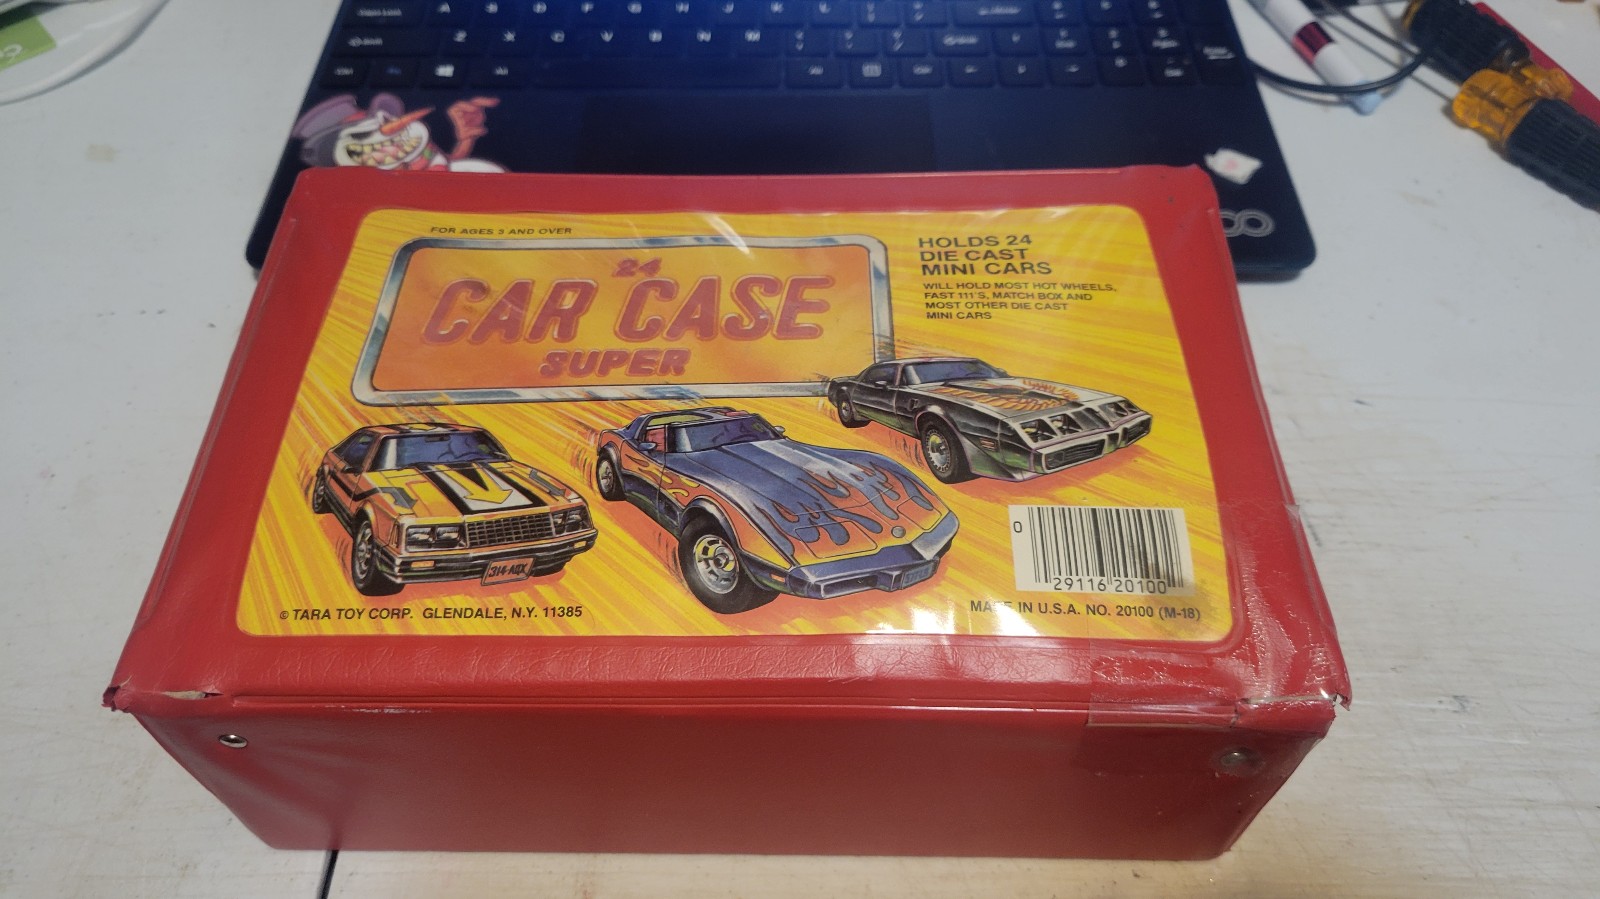 FOR AGES 3 AND OVER
24
CAR CASE
SUPER
HOLDS 24
DIE CAST
MINI CARS
WILL HOLD MOST HOT WHEELS,
FAST 111'S, MATCH BOX AND
MOST OTHER DIE CAST
MINI CARS
314-AQX
0
29116 20100
© TARA TOY CORP. GLENDALE, N.Y. 11385
MADE IN U.S.A. NO. 20100 (M-18)